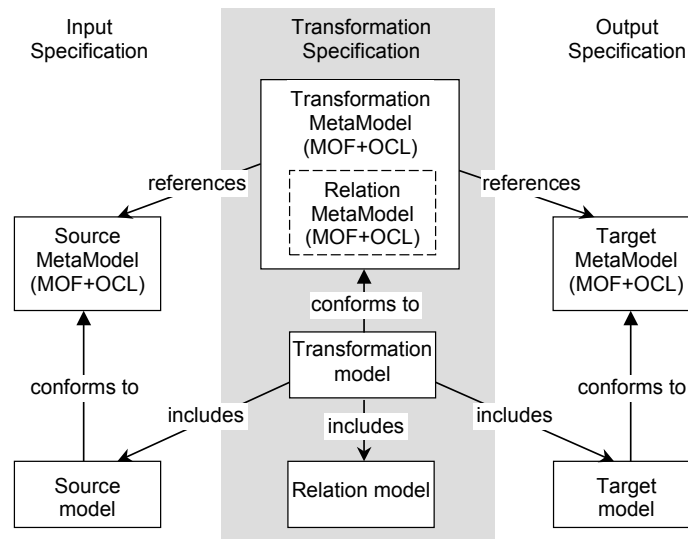 Input
Specification
Transformation
Specification
Output
Specification
Transformation
MetaModel
(MOF+OCL)
references
references
Relation
MetaModel
(MOF+OCL)
Source
MetaModel
(MOF+OCL)
Target
MetaModel
(MOF+OCL)
conforms to
Transformation
model
conforms to
conforms to
includes
includes
includes
Source
model
Relation model
Target
model